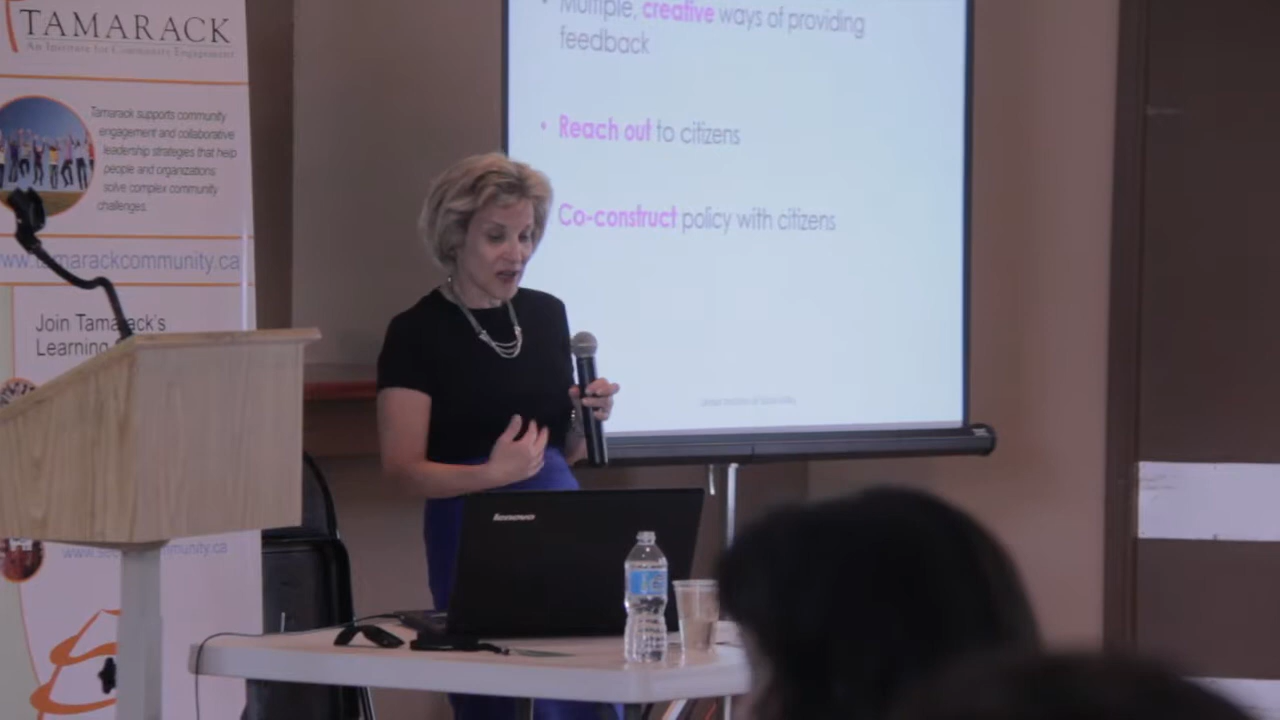 TAMARACK
An Institute for Community Engagement
Tamarack supports community
engagement and collaborative
leadership strategies that help
people and organizations
solve complex community
challenges.
www.tamarackcommunity.ca
Join Tamarack's
Learning
• Multiple, creative ways of providing
feedback
• Reach out to citizens
Co-construct policy with citizens
lenovo